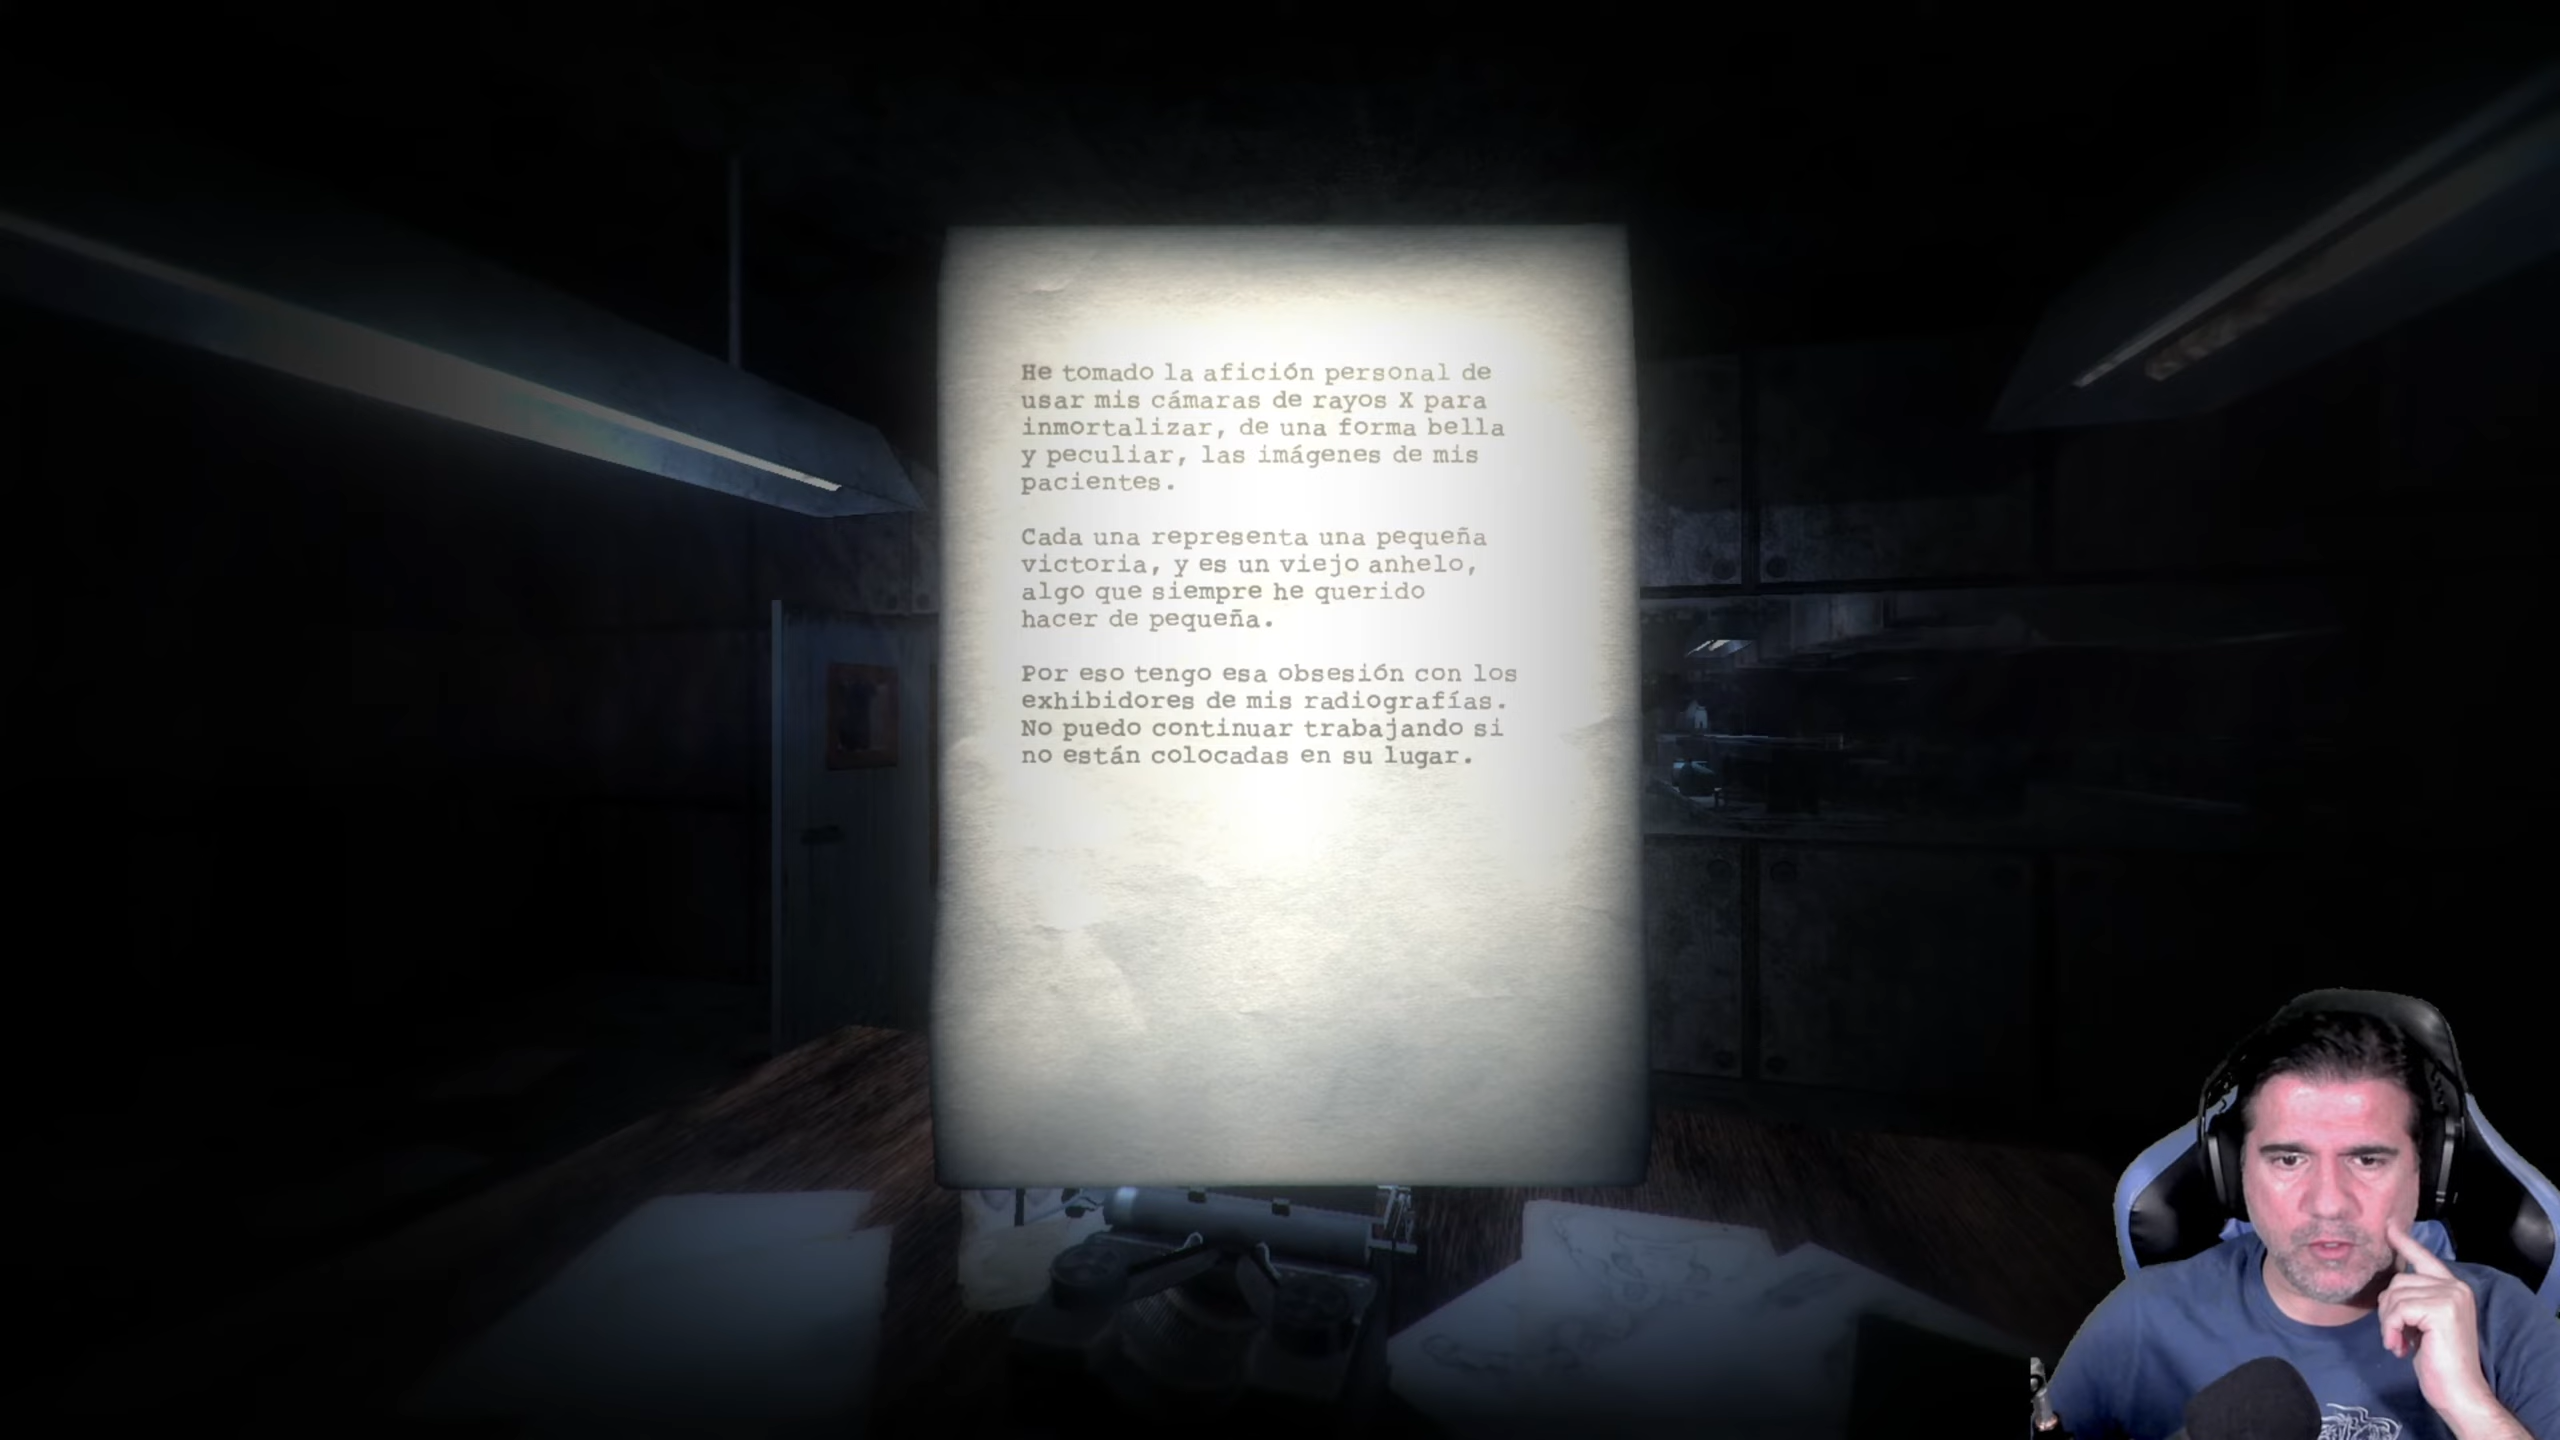 He tomado la afición personal de
usar mis cámaras de rayos X para
inmortalizar, de una forma bella
y peculiar, las imágenes de mis
pacientes.
Cada una representa una pequeña
victoria, y es un viejo anhelo,
algo que siempre he querido
hacer de pequeña.
Por eso tengo esa obsesión con los
exhibidores de mis radiografías.
No puedo continuar trabajando si
no están colocadas en su lugar.